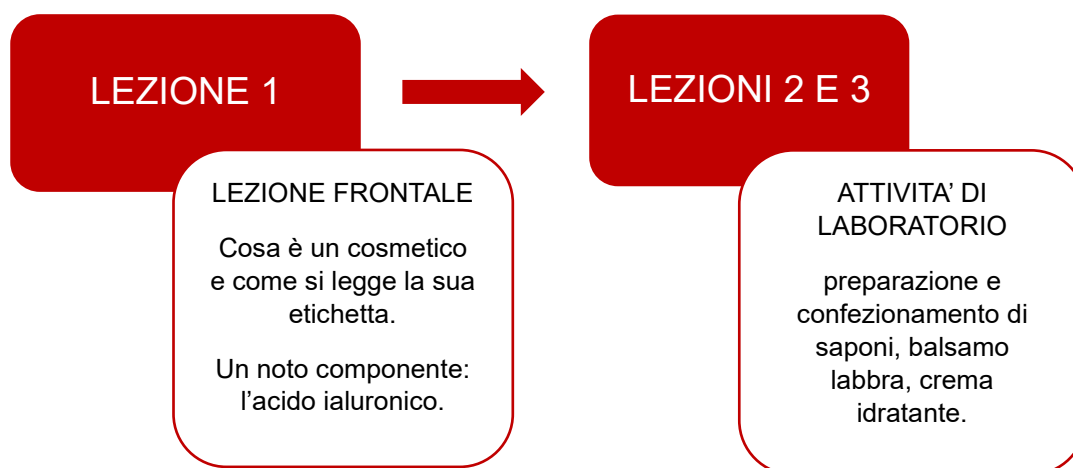 LEZIONE 1
LEZIONE FRONTALE
Cosa è un cosmetico
e come si legge la sua
etichetta.
Un noto componente:
l’acido ialuronico.
LEZIONI 2 E 3
ATTIVITA’ DI
LABORATORIO
preparazione e
confezionamento di
saponi, balsamo
labbra, crema
idratante.